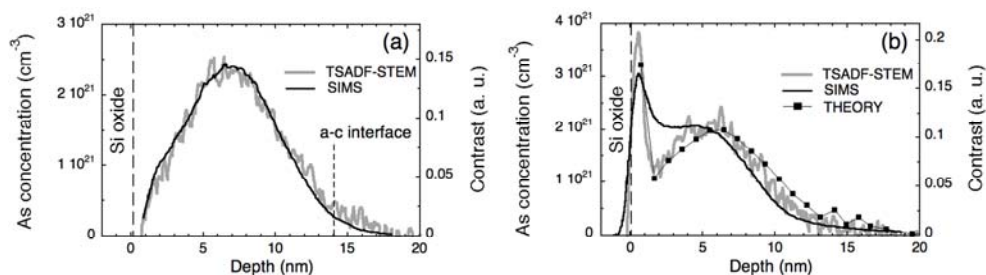 (a)
As concentration (cm⁻³)
3 10²¹
2 10²¹
1 10²¹
0
Si oxide
TSADF-STEM
SIMS
a-c interface
0.15
0.1
0.05
0
Contrast (a. u.)
0 5 10 15 20
Depth (nm)
(b)
As concentration (cm⁻³)
4 10²¹
3 10²¹
2 10²¹
1 10²¹
0
Si oxide
TSADF-STEM
SIMS
THEORY
0.2
0.15
0.1
0.05
0
Contrast (a. u.)
0 5 10 15 20
Depth (nm)